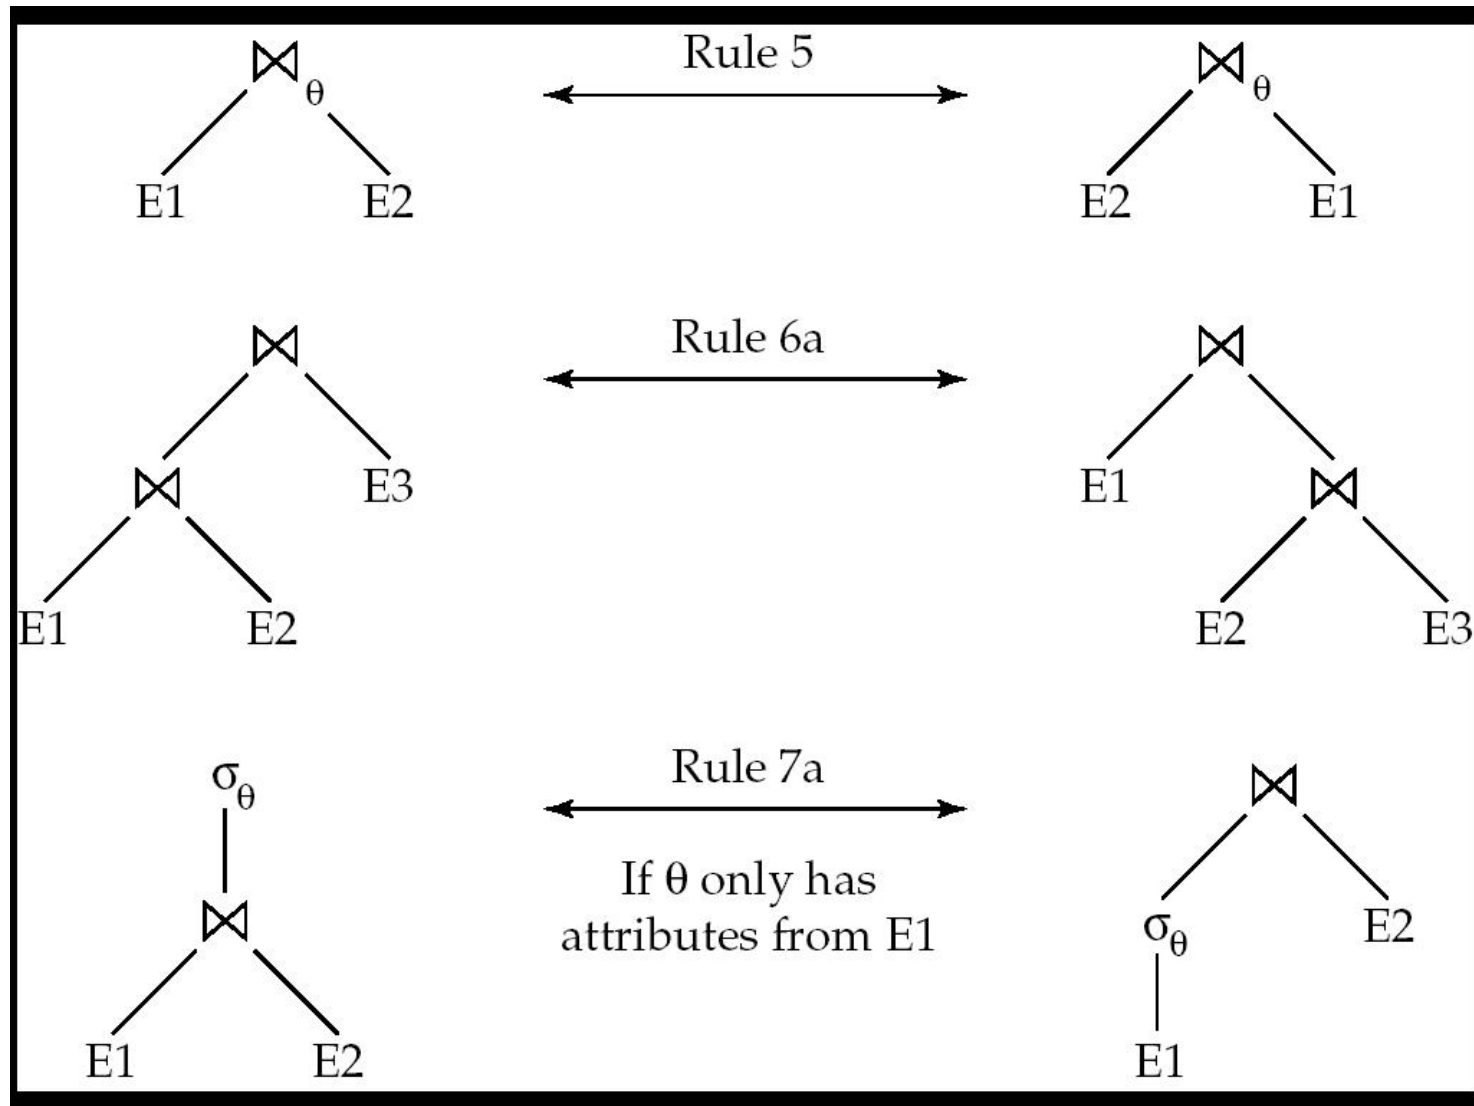 ⋈θ Rule 5 ⋈θ
E1 E2 E2 E1
⋈ Rule 6a ⋈
⋈ E3 E1 ⋈
E1 E2 E2 E3
σθ Rule 7a ⋈
If θ only has
attributes from E1
⋈ σθ E2
E1 E2 E1